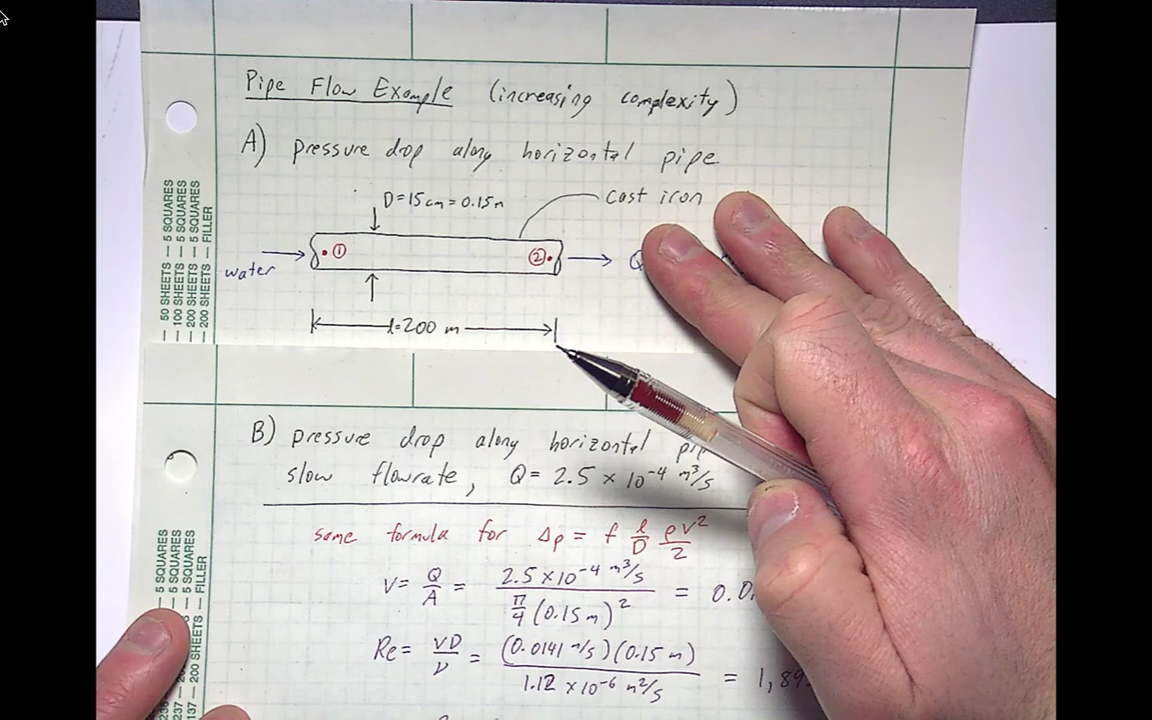 Pipe Flow Example (increasing complexity)
A) pressure drop along horizontal pipe
D=15cm=0.15m
cast iron
water
①
②
Q
l=200 m
B) pressure drop along horizontal
slow flowrate, Q= 2.5 × 10⁻⁴ m³/s
same formula for Δp = f l/D ρV²/2
V= Q/A = 2.5 ×10⁻⁴ m³/s / π/4 (0.15m)² = 0.0
Re= VD/ν = (0.0141 m/s)(0.15 m) / 1.12 ×10⁻⁶ m²/s = 1,89
— 50 SHEETS — 5 SQUARES
— 100 SHEETS — 5 SQUARES
— 200 SHEETS — 5 SQUARES
— 200 SHEETS — FILLER
— 5 SQUARES
— 5 SQUARES
— 5 SQUARES
137 — 200 SHEETS — FILLER